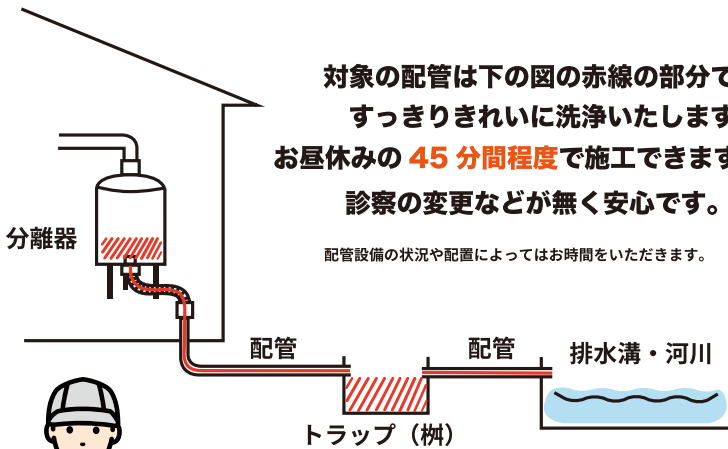 対象の配管は下の図の赤線の部分で
すっきりきれいに洗浄いたします
お昼休みの 45 分間程度で施工できます
診察の変更などが無く安心です。
配管設備の状況や配置によってはお時間をいただきます。
分離器
配管
配管
排水溝・河川
トラップ（桝）